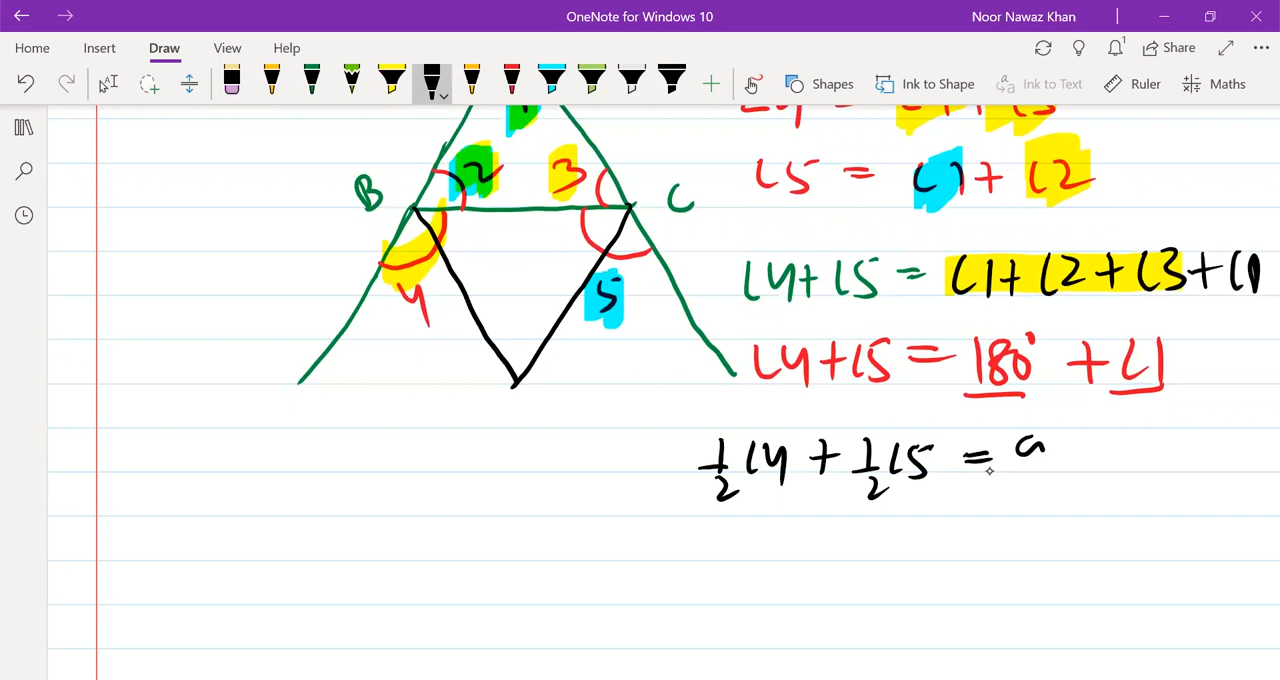 OneNote for Windows 10
Noor Nawaz Khan
Home Insert Draw View Help
Share
Shapes Ink to Shape Ink to Text Ruler Maths
1
2 3
B C
4 5
∠5 = ∠1 + ∠2
∠4 + ∠5 = ∠1 + ∠2 + ∠3 + ∠1
∠4 + ∠5 = 180° + ∠1
1/2 ∠4 + 1/2 ∠5 =